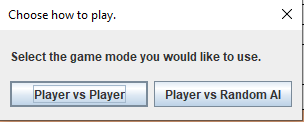 Choose how to play.
Select the game mode you would like to use.
Player vs Player
Player vs Random AI